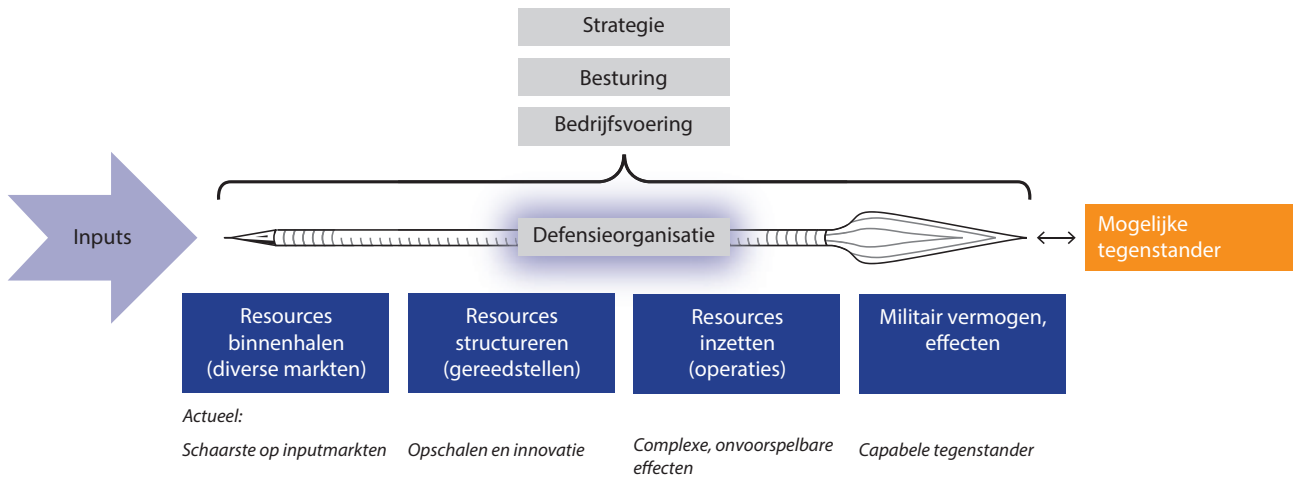 Strategie
Besturing
Bedrijfsvoering
Inputs
Defensieorganisatie
Mogelijke
tegenstander
Resources
binnenhalen
(diverse markten)
Resources
structureren
(gereedstellen)
Resources
inzetten
(operaties)
Militair vermogen,
effecten
Actueel:
Schaarste op inputmarkten
Opschalen en innovatie
Complexe, onvoorspelbare
effecten
Capabele tegenstander